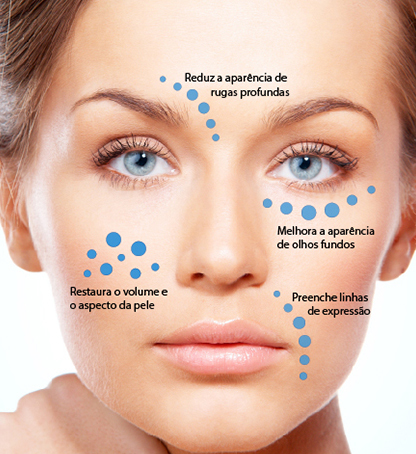 Reduz a aparência de
rugas profundas
Melhora a aparência
de olhos fundos
Restaura o volume e
o aspecto da pele
Preenche linhas
de expressão